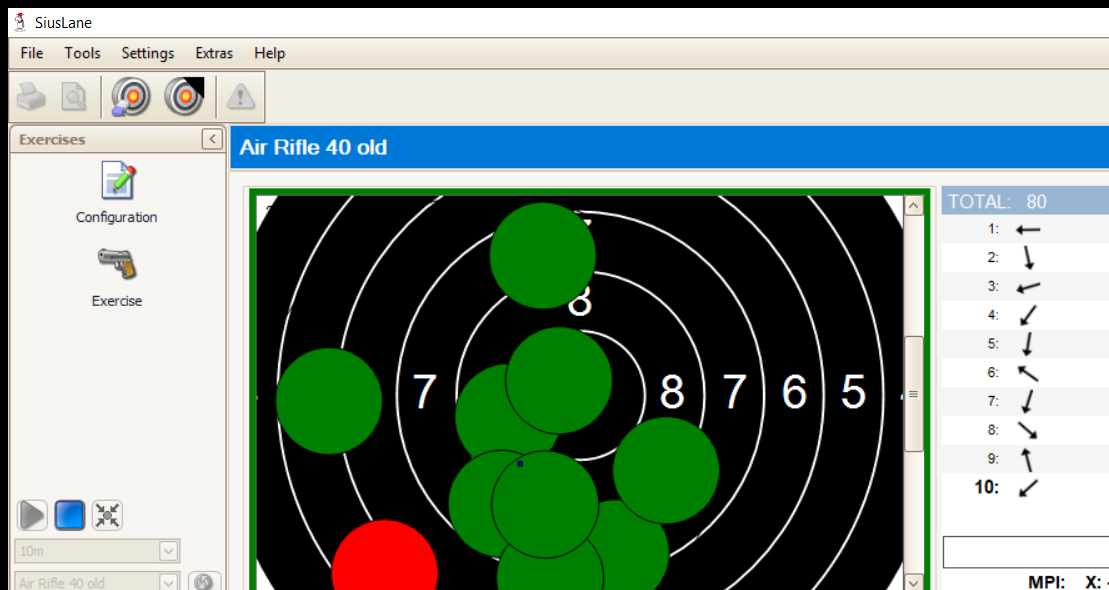 SiusLane
File Tools Settings Extras Help
Exercises
Air Rifle 40 old
Configuration
Exercise
10m
Air Rifle 40 old
8
7 8 7 6 5
TOTAL: 80
1:
2:
3:
4:
5:
6:
7:
8:
9:
10:
MPI: X: -